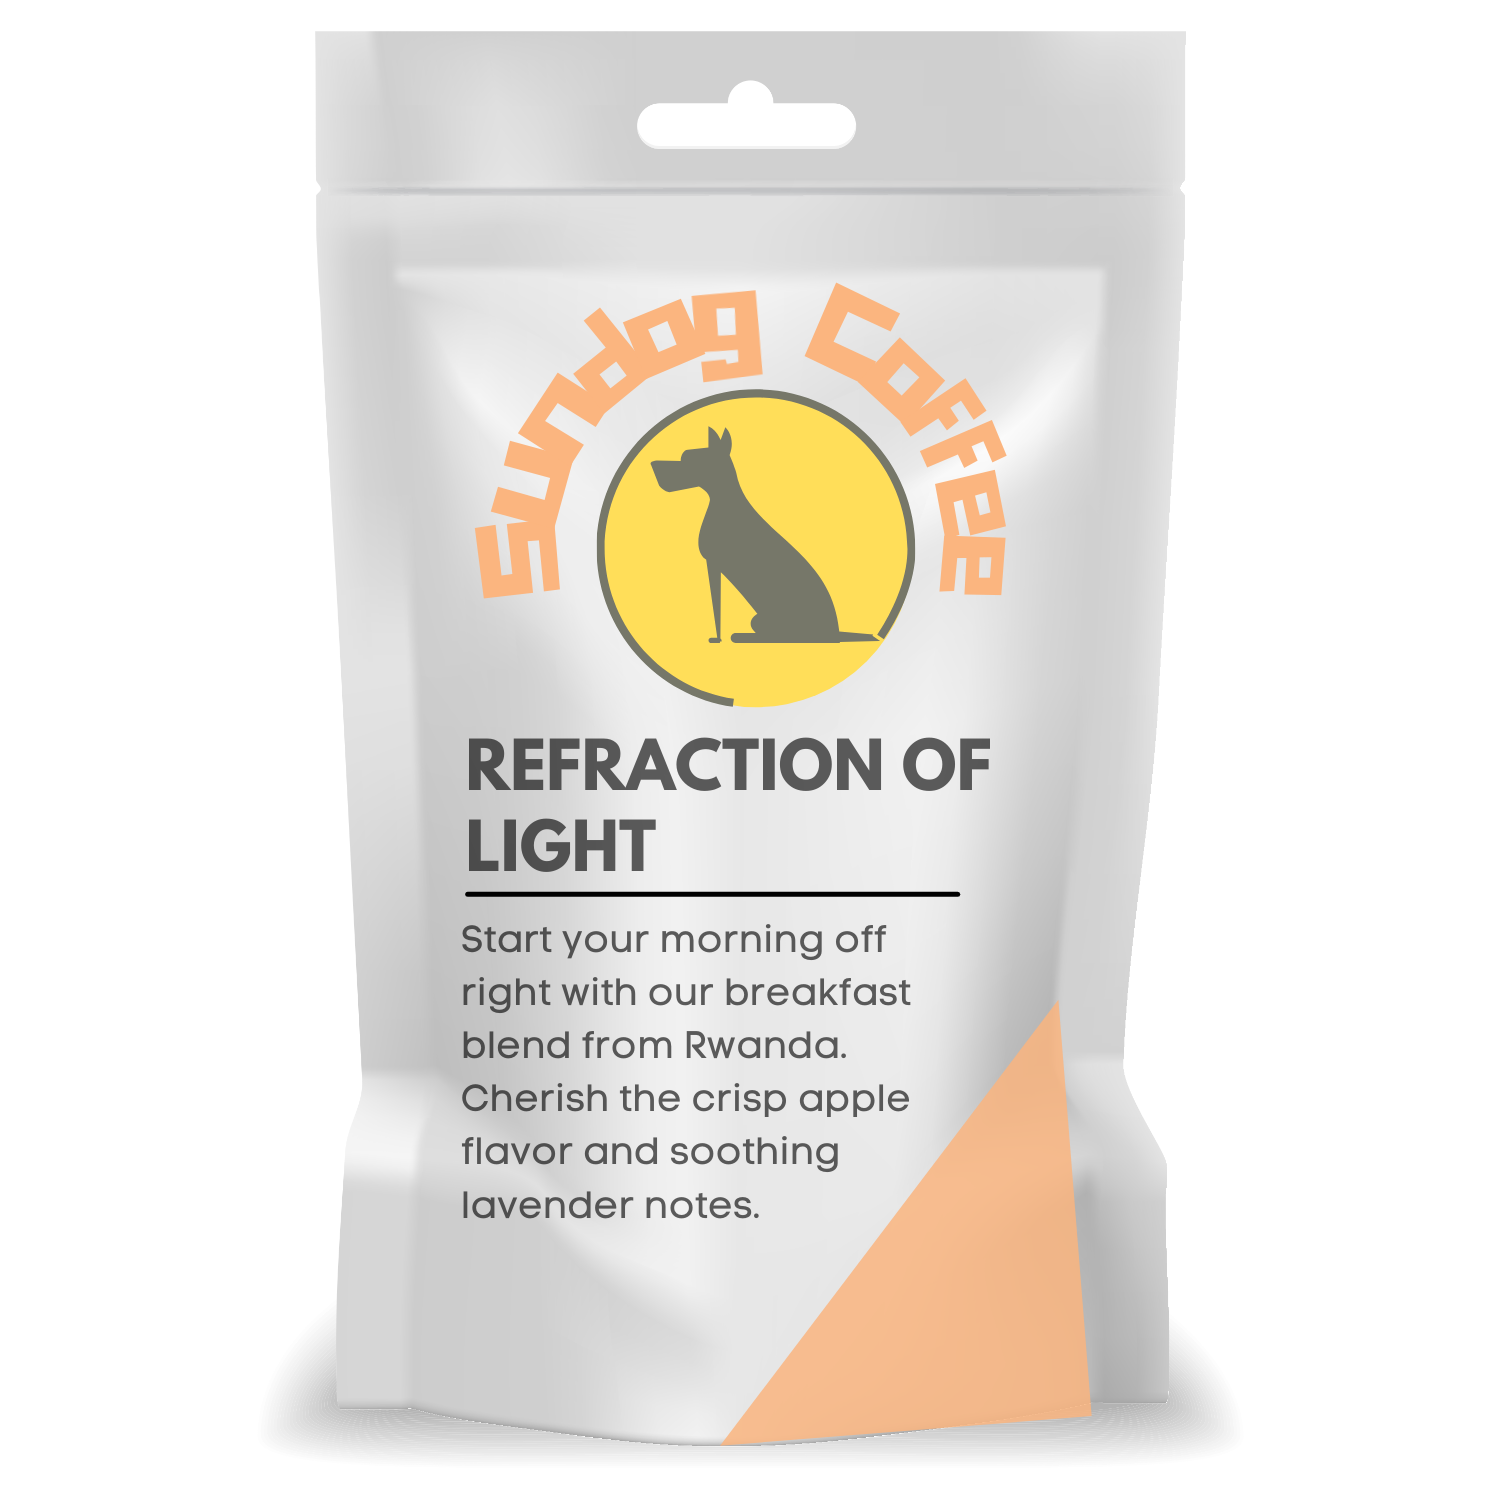 Sundog Coffee
REFRACTION OF
LIGHT
Start your morning off
right with our breakfast
blend from Rwanda.
Cherish the crisp apple
flavor and soothing
lavender notes.